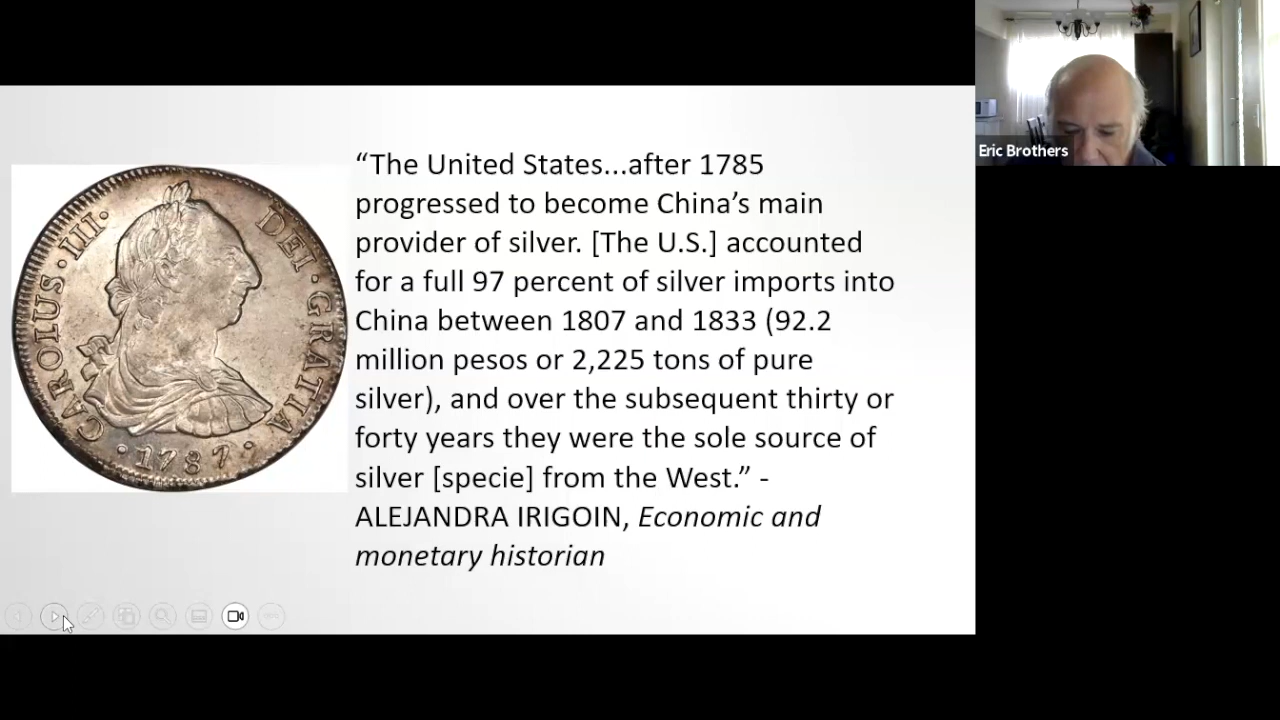 CAROLUS·III·
DEI·GRATIA
·1787·
“The United States...after 1785
progressed to become China’s main
provider of silver. [The U.S.] accounted
for a full 97 percent of silver imports into
China between 1807 and 1833 (92.2
million pesos or 2,225 tons of pure
silver), and over the subsequent thirty or
forty years they were the sole source of
silver [specie] from the West.” -
ALEJANDRA IRIGOIN, Economic and
monetary historian
Eric Brothers